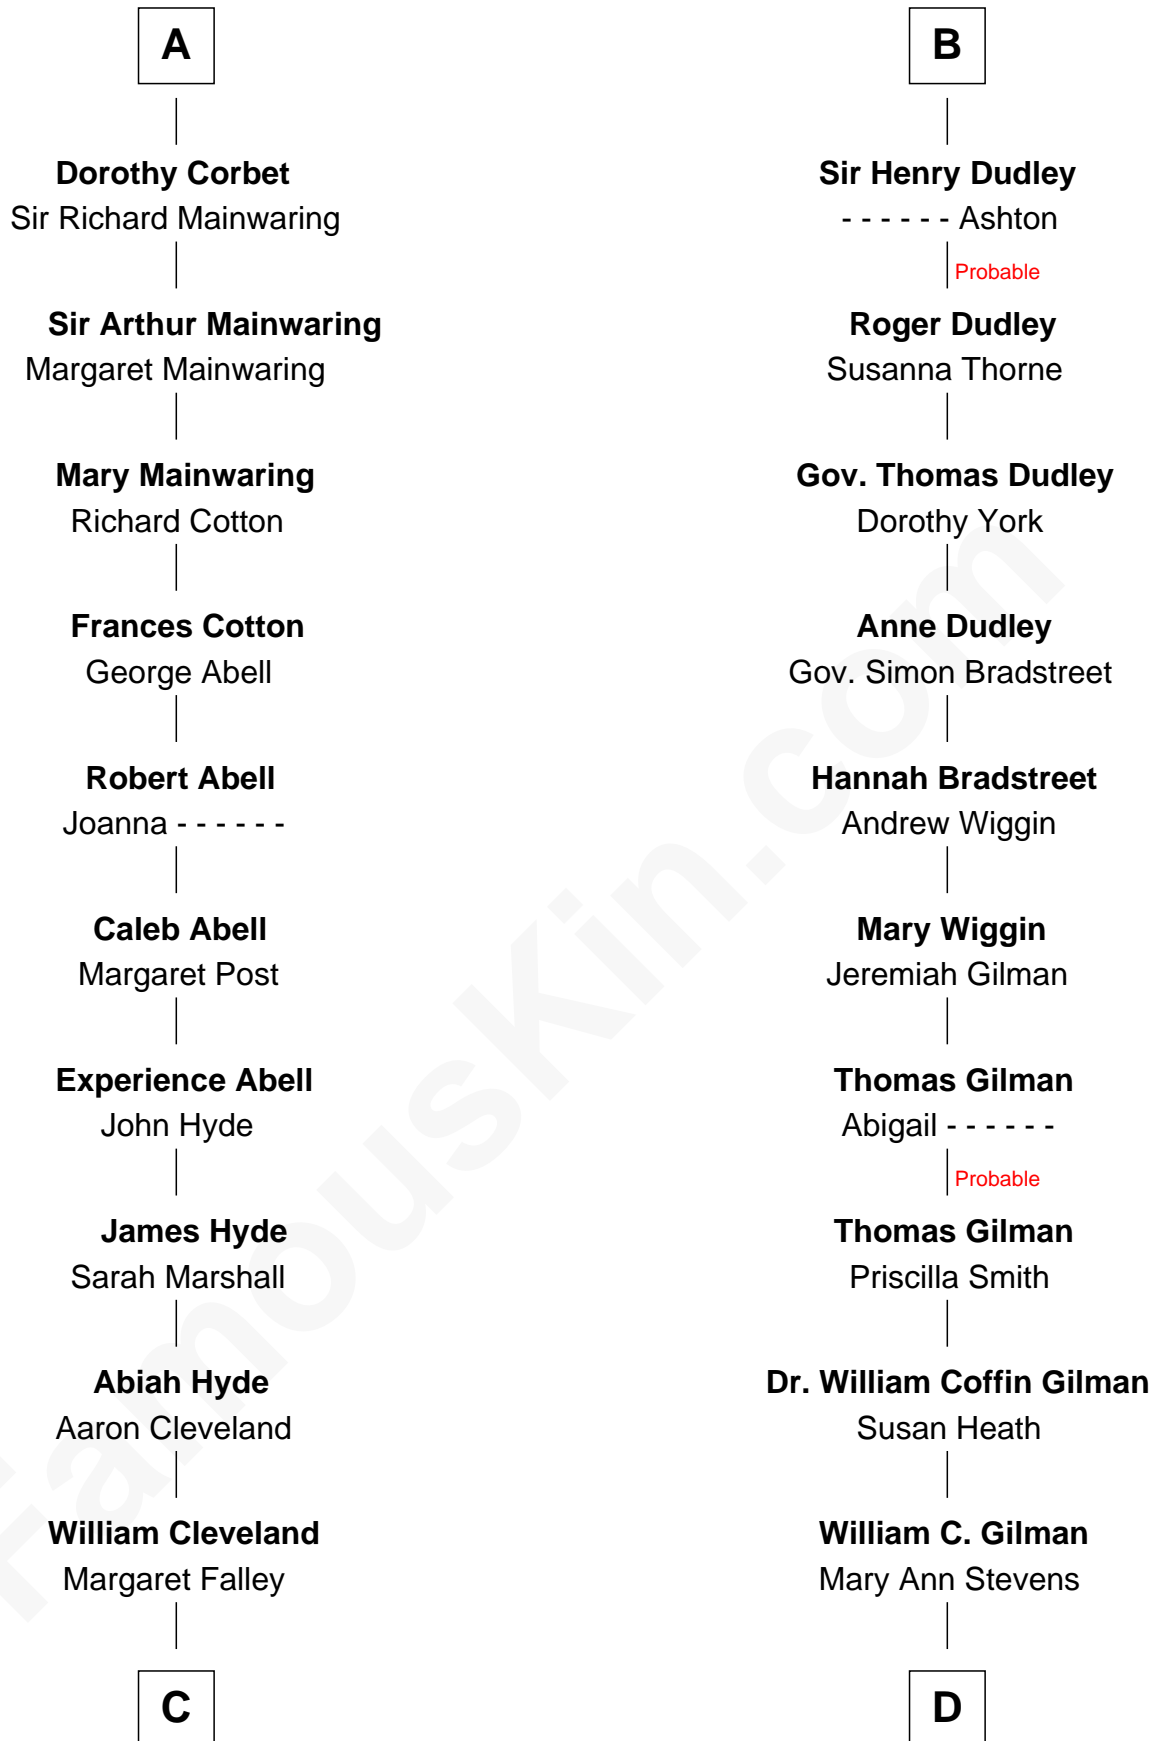 A
Dorothy Corbet
Sir Richard Mainwaring
Sir Arthur Mainwaring
Margaret Mainwaring
Mary Mainwaring
Richard Cotton
Frances Cotton
George Abell
Robert Abell
Joanna - - - - - -
Caleb Abell
Margaret Post
Experience Abell
John Hyde
James Hyde
Sarah Marshall
Abiah Hyde
Aaron Cleveland
William Cleveland
Margaret Falley
C
B
Sir Henry Dudley
- - - - - - Ashton
Probable
Roger Dudley
Susanna Thorne
Gov. Thomas Dudley
Dorothy York
Anne Dudley
Gov. Simon Bradstreet
Hannah Bradstreet
Andrew Wiggin
Mary Wiggin
Jeremiah Gilman
Thomas Gilman
Abigail - - - - - -
Probable
Thomas Gilman
Priscilla Smith
Dr. William Coffin Gilman
Susan Heath
William C. Gilman
Mary Ann Stevens
D
FamousKin.com